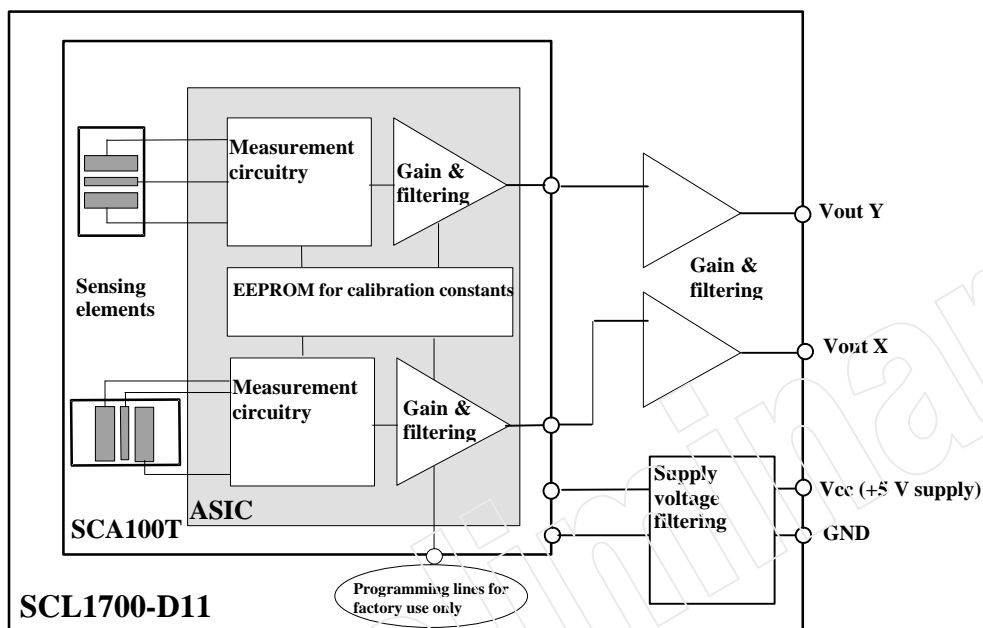 Measurement
circuitry
Gain &
filtering
Vout Y
Sensing
elements
EEPROM for calibration constants
Gain &
filtering
Vout X
Measurement
circuitry
Gain &
filtering
Supply
voltage
filtering
Vcc (+5 V supply)
GND
ASIC
SCA100T
Programming lines for
factory use only
SCL1700-D11